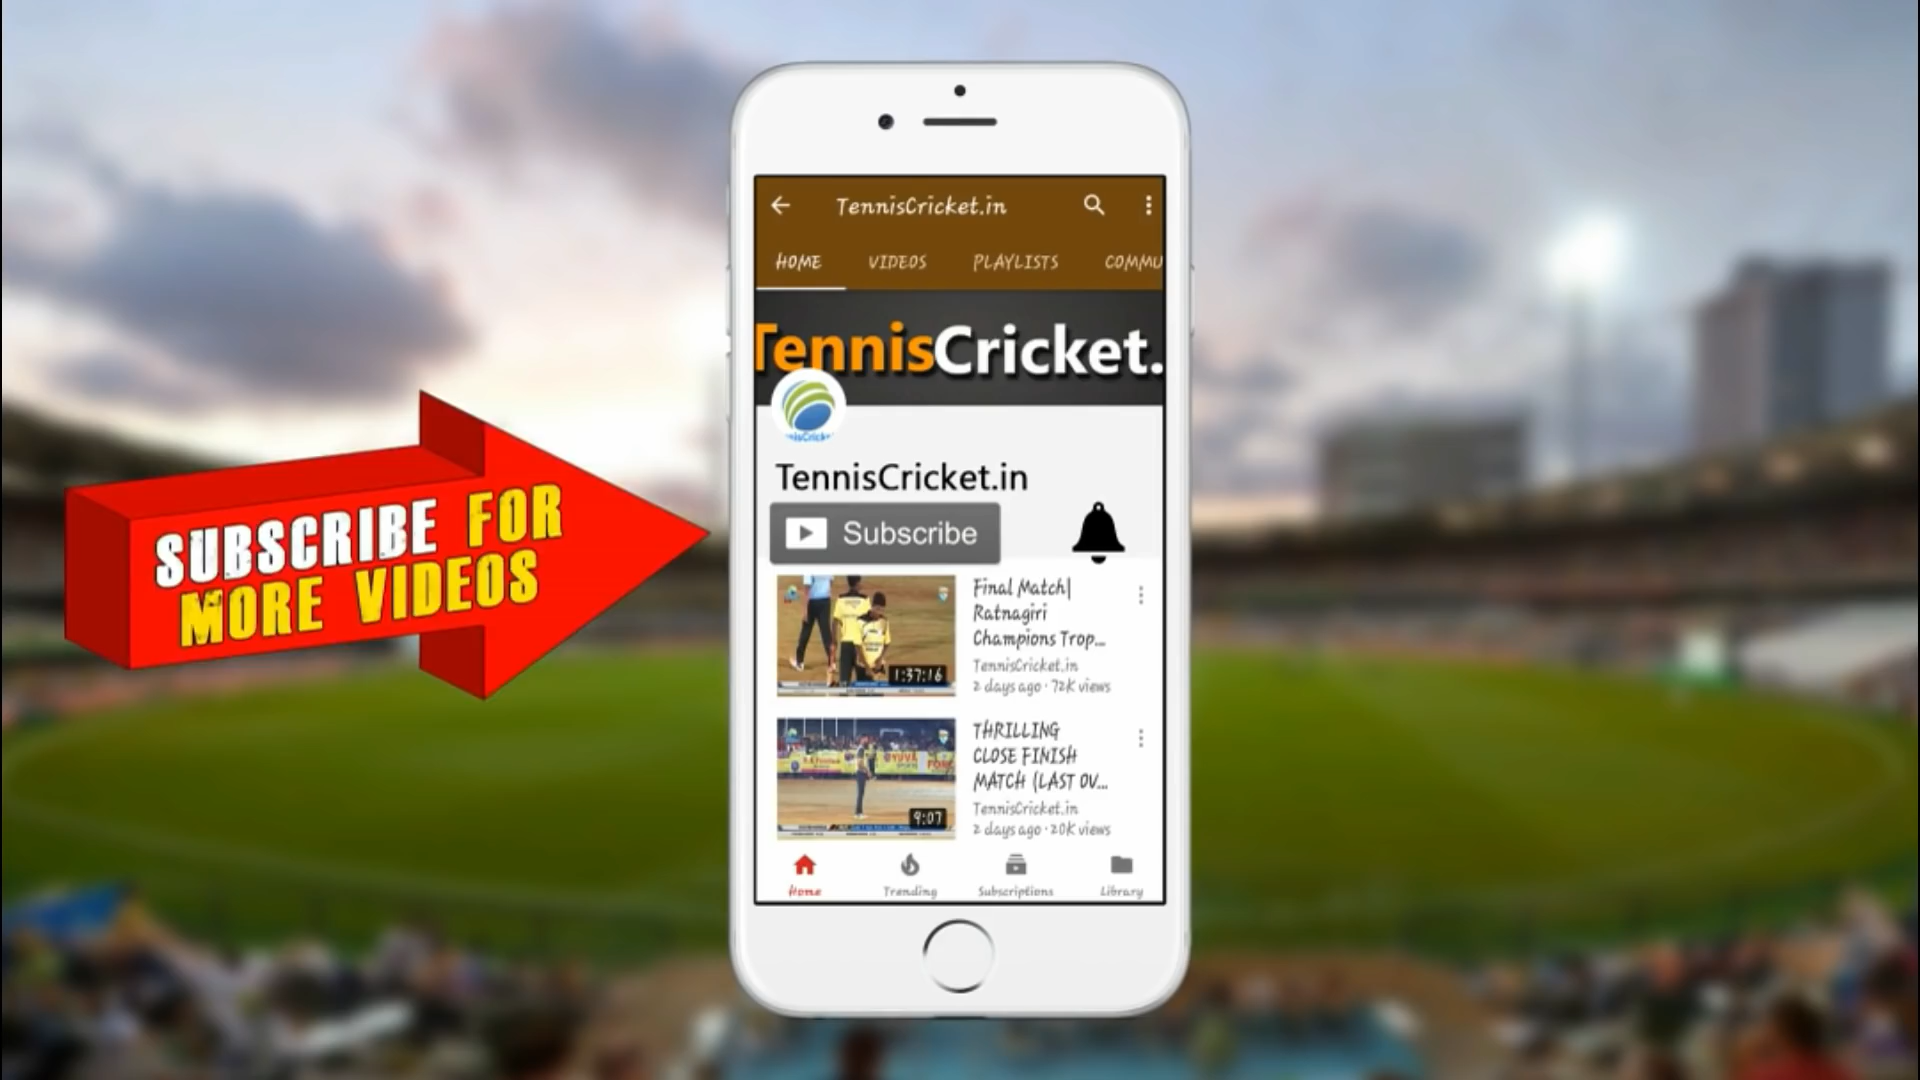 TennisCricket.in
HOME VIDEOS PLAYLISTS COMMU
TennisCricket.
TennisCricket.in
Subscribe
SUBSCRIBE FOR
MORE VIDEOS
Final Match|
Ratnagiri
Champions Trop...
TennisCricket.in
2 days ago · 72K views
1:37:16
THRILLING
CLOSE FINISH
MATCH (LAST OV...
TennisCricket.in
2 days ago · 20K views
9:07
Home Trending Subscriptions Library